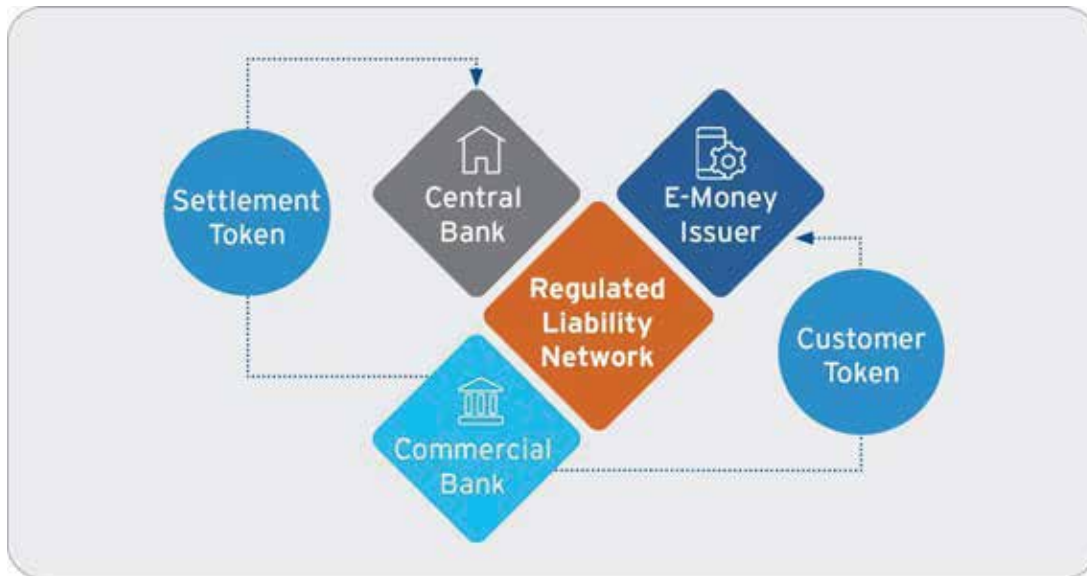 Settlement
Token
Central
Bank
E-Money
Issuer
Regulated
Liability
Network
Customer
Token
Commercial
Bank